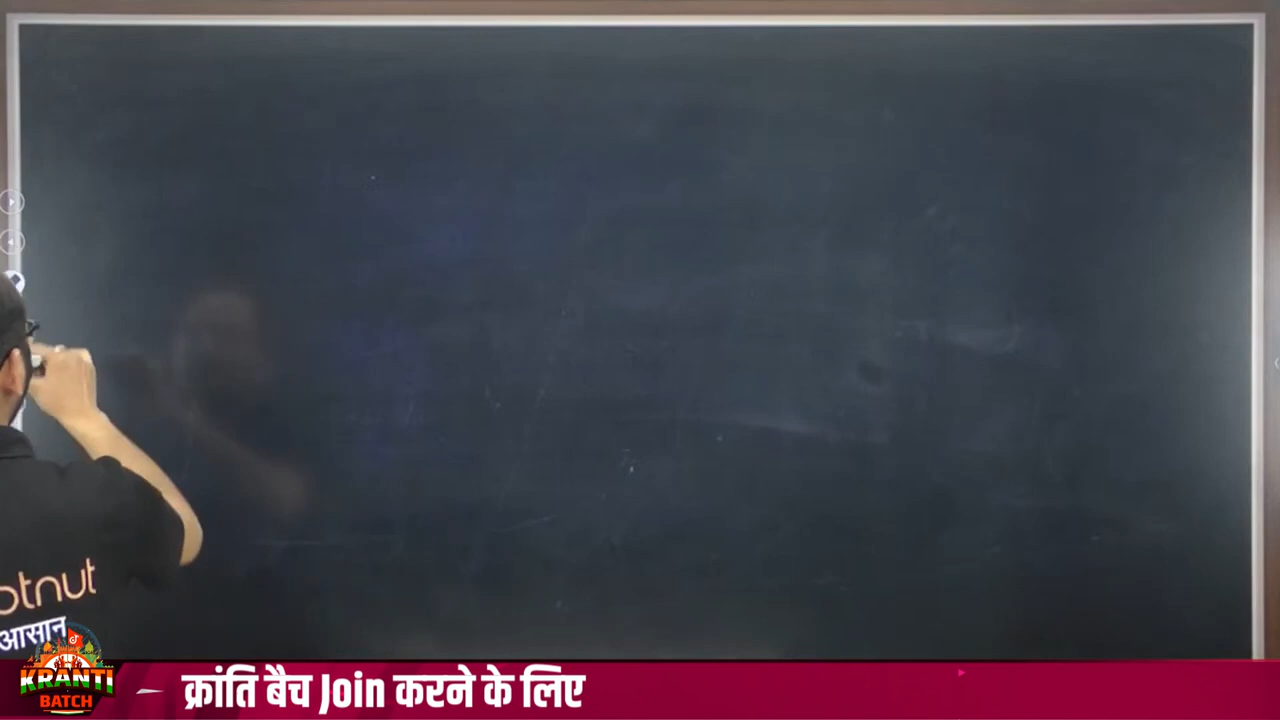 otnut
आसान
KRANTI
BATCH
क्रांति बैच Join करने के लिए